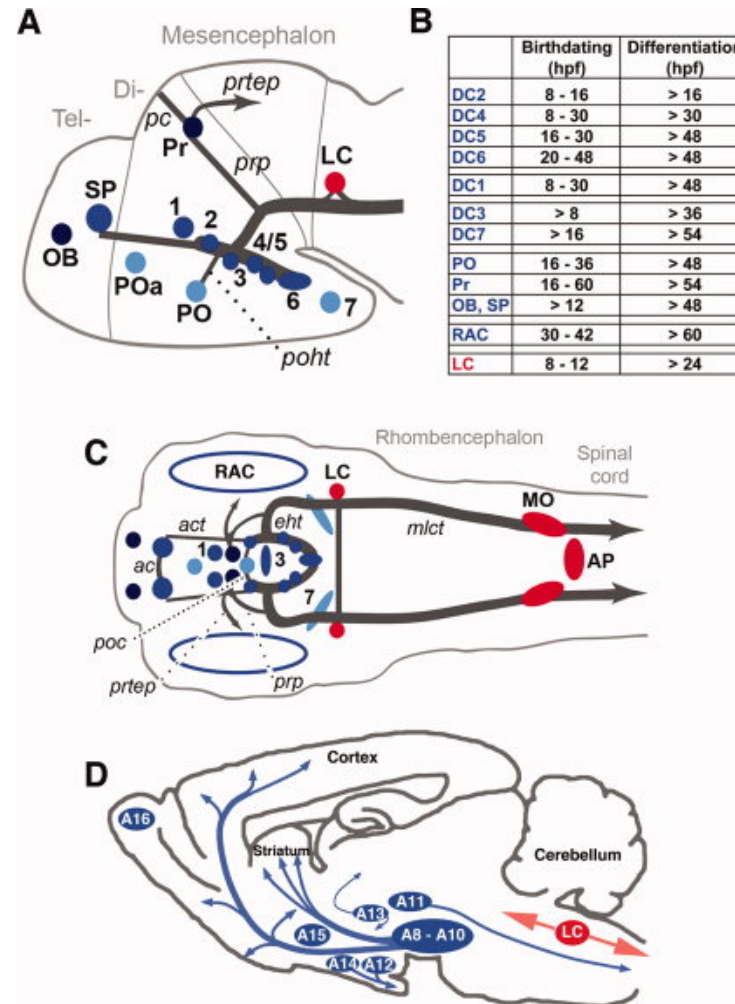 A
Mesencephalon
Di-
Tel-
prtep
pc
Pr
prp
LC
SP
1
2
OB
4/5
3
POa
PO
6
7
poht
B
Birthdating (hpf) Differentiation (hpf)
DC2 8 - 16 > 16
DC4 8 - 30 > 30
DC5 16 - 30 > 48
DC6 20 - 48 > 48
DC1 8 - 30 > 48
DC3 > 8 > 36
DC7 > 16 > 54
PO 16 - 36 > 48
Pr 16 - 60 > 54
OB, SP > 12 > 48
RAC 30 - 42 > 60
LC 8 - 12 > 24
C
Rhombencephalon
Spinal
cord
RAC
LC
MO
act
eht
mlct
1
ac
3
AP
7
poc
prtep
prp
D
Cortex
A16
Striatum
Cerebellum
A13
A11
A15
A8 - A10
LC
A14
A12